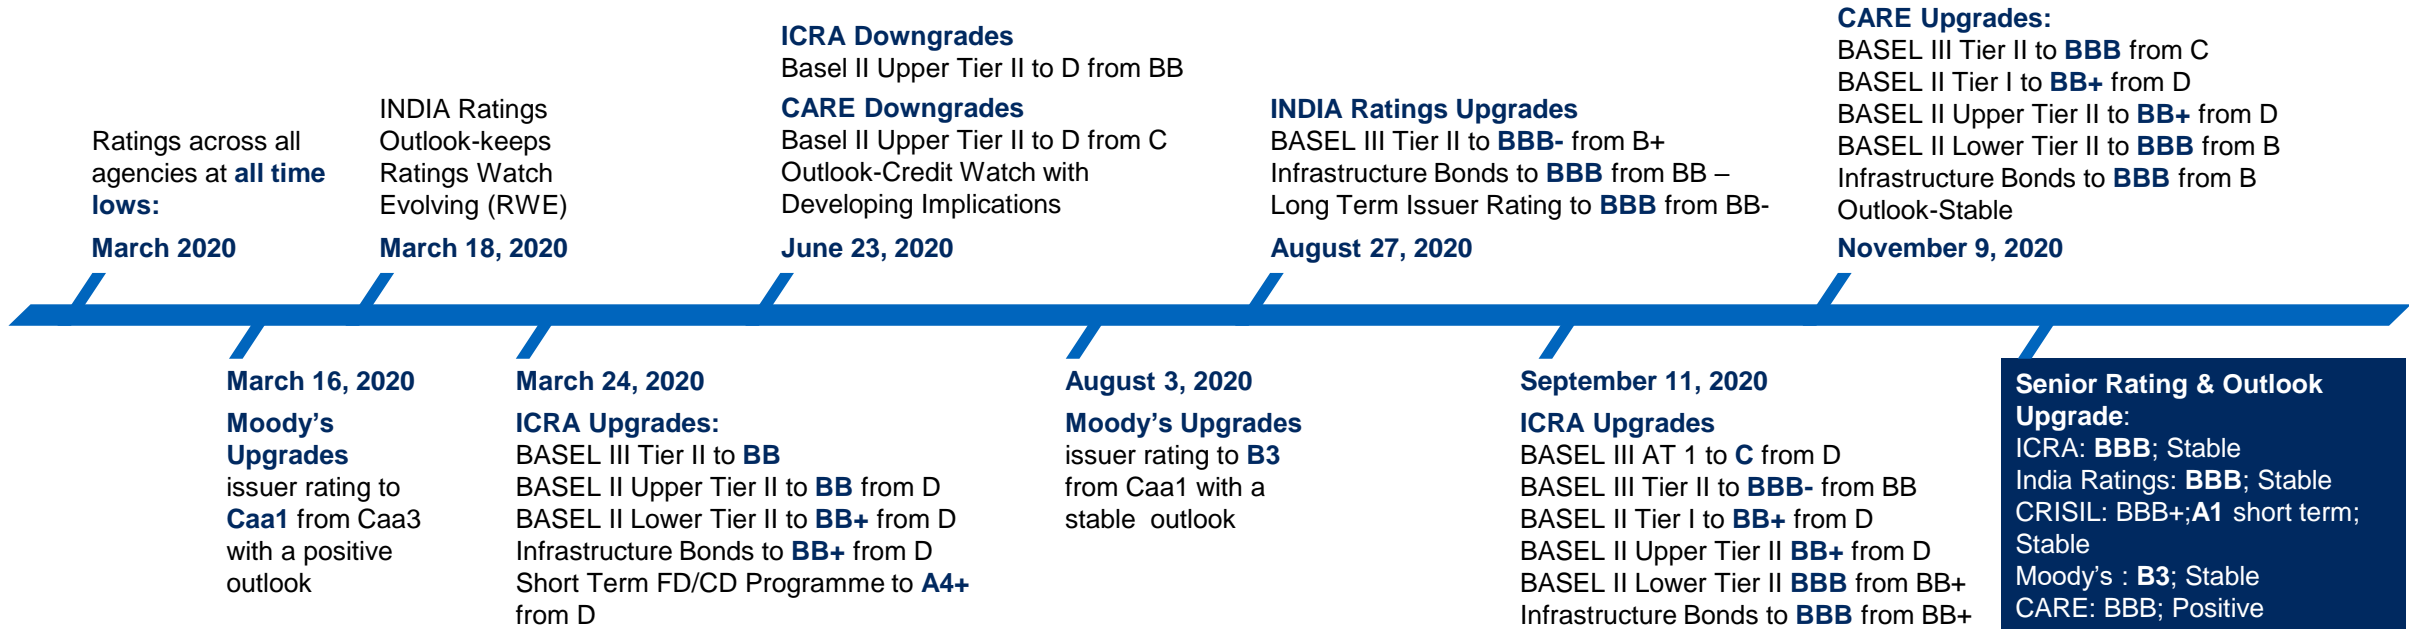 Ratings across all
agencies at all time
lows:
March 2020
March 16, 2020
Moody’s
Upgrades
issuer rating to
Caa1 from Caa3
with a positive
outlook
INDIA Ratings
Outlook-keeps
Ratings Watch
Evolving (RWE)
March 18, 2020
March 24, 2020
ICRA Upgrades:
BASEL III Tier II to BB
BASEL II Upper Tier II to BB from D
BASEL II Lower Tier II to BB+ from D
Infrastructure Bonds to BB+ from D
Short Term FD/CD Programme to A4+
from D
ICRA Downgrades
Basel II Upper Tier II to D from BB
CARE Downgrades
Basel II Upper Tier II to D from C
Outlook-Credit Watch with
Developing Implications
June 23, 2020
August 3, 2020
Moody’s Upgrades
issuer rating to B3
from Caa1 with a
stable outlook
INDIA Ratings Upgrades
BASEL III Tier II to BBB- from B+
Infrastructure Bonds to BBB from BB –
Long Term Issuer Rating to BBB from BB-
August 27, 2020
September 11, 2020
ICRA Upgrades
BASEL III AT 1 to C from D
BASEL III Tier II to BBB- from BB
BASEL II Tier I to BB+ from D
BASEL II Upper Tier II BB+ from D
BASEL II Lower Tier II BBB from BB+
Infrastructure Bonds to BBB from BB+
CARE Upgrades:
BASEL III Tier II to BBB from C
BASEL II Tier I to BB+ from D
BASEL II Upper Tier II to BB+ from D
BASEL II Lower Tier II to BBB from B
Infrastructure Bonds to BBB from B
Outlook-Stable
November 9, 2020
Senior Rating & Outlook
Upgrade:
ICRA: BBB; Stable
India Ratings: BBB; Stable
CRISIL: BBB+;A1 short term;
Stable
Moody’s : B3; Stable
CARE: BBB; Positive